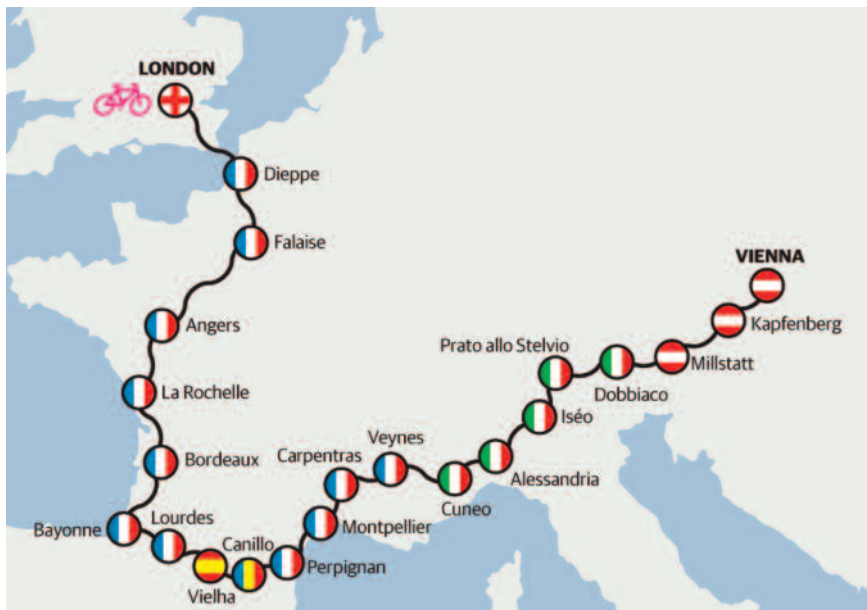 LONDON
Dieppe
Falaise
Angers
La Rochelle
Bordeaux
Bayonne
Lourdes
Vielha
Canillo
Perpignan
Montpellier
Carpentras
Veynes
Cuneo
Alessandria
Iséo
Prato allo Stelvio
Dobbiaco
Millstatt
Kapfenberg
VIENNA